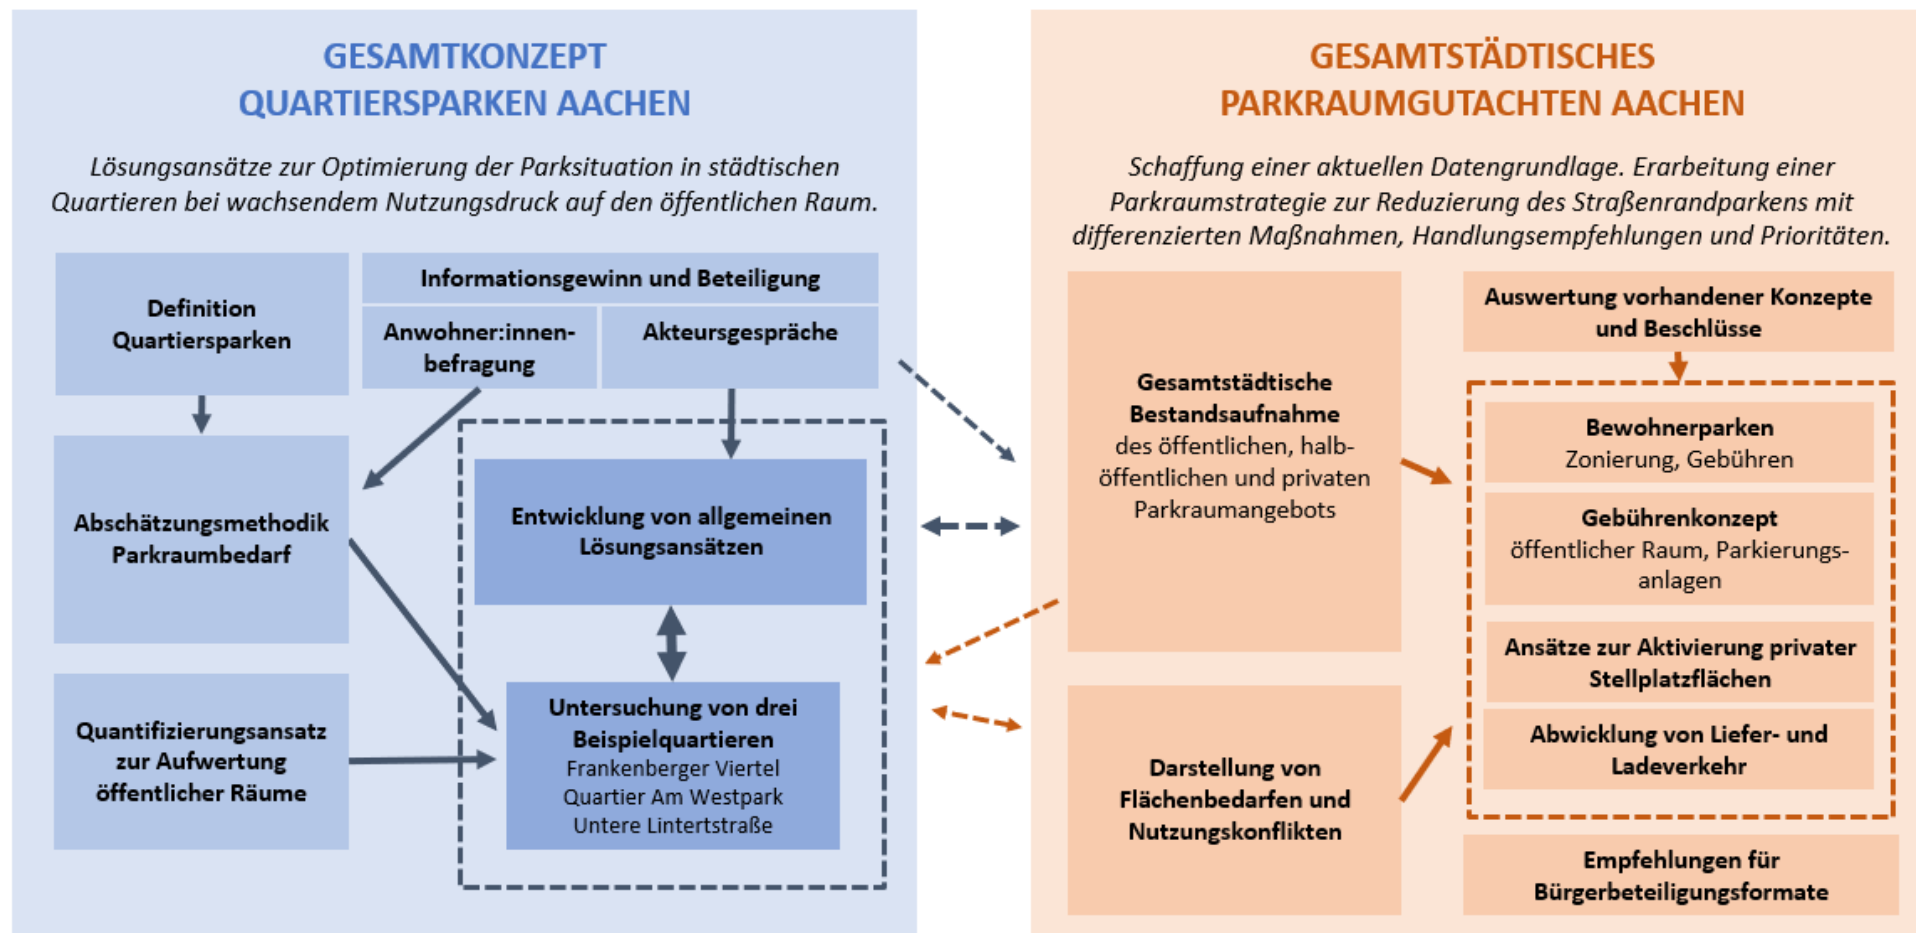 GESAMTKONZEPT
QUARTIERSPARKEN AACHEN
Lösungsansätze zur Optimierung der Parksituation in städtischen
Quartieren bei wachsendem Nutzungsdruck auf den öffentlichen Raum.
Definition
Quartiersparken
Informationsgewinn und Beteiligung
Anwohner:innen-
befragung
Akteursgespräche
Abschätzungsmethodik
Parkraumbedarf
Entwicklung von allgemeinen
Lösungsansätzen
Quantifizierungsansatz
zur Aufwertung
öffentlicher Räume
Untersuchung von drei
Beispielquartieren
Frankenberger Viertel
Quartier Am Westpark
Untere Lintertstraße
GESAMTSTÄDTISCHES
PARKRAUMGUTACHTEN AACHEN
Schaffung einer aktuellen Datengrundlage. Erarbeitung einer
Parkraumstrategie zur Reduzierung des Straßenrandparkens mit
differenzierten Maßnahmen, Handlungsempfehlungen und Prioritäten.
Gesamtstädtische
Bestandsaufnahme
des öffentlichen, halb-
öffentlichen und privaten
Parkraumangebots
Darstellung von
Flächenbedarfen und
Nutzungskonflikten
Auswertung vorhandener Konzepte
und Beschlüsse
Bewohnerparken
Zonierung, Gebühren
Gebührenkonzept
öffentlicher Raum, Parkierungs-
anlagen
Ansätze zur Aktivierung privater
Stellplatzflächen
Abwicklung von Liefer- und
Ladeverkehr
Empfehlungen für
Bürgerbeteiligungsformate